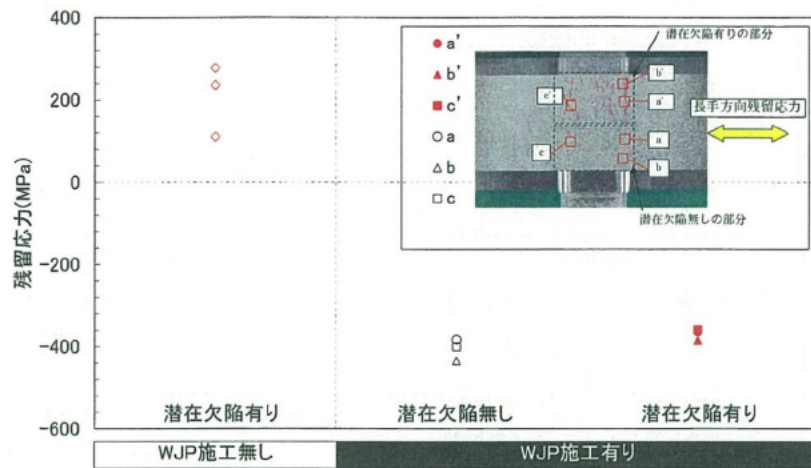 400
200
0
-200
-400
-600
残留応力(MPa)
a'
b'
c'
a
b
c
潜在欠陥有りの部分
b'
c'
a'
長手方向残留応力
a
c
b
潜在欠陥無しの部分
潜在欠陥有り
潜在欠陥無し
潜在欠陥有り
WJP施工無し
WJP施工有り